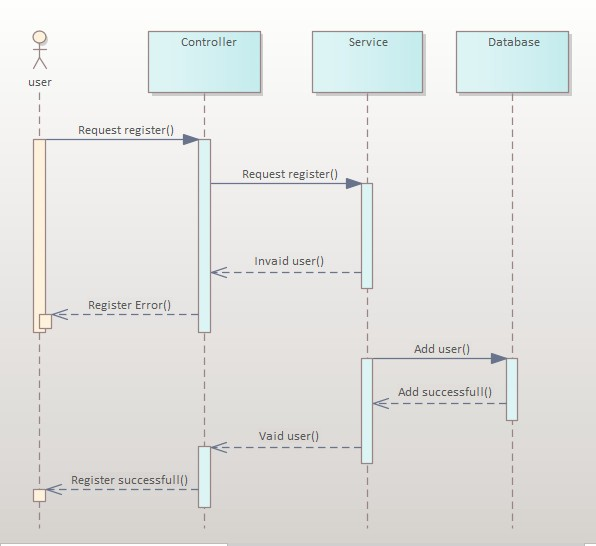 Controller
Service
Database
user
Request register()
Request register()
Invaid user()
Register Error()
Add user()
Add successfull()
Vaid user()
Register successfull()